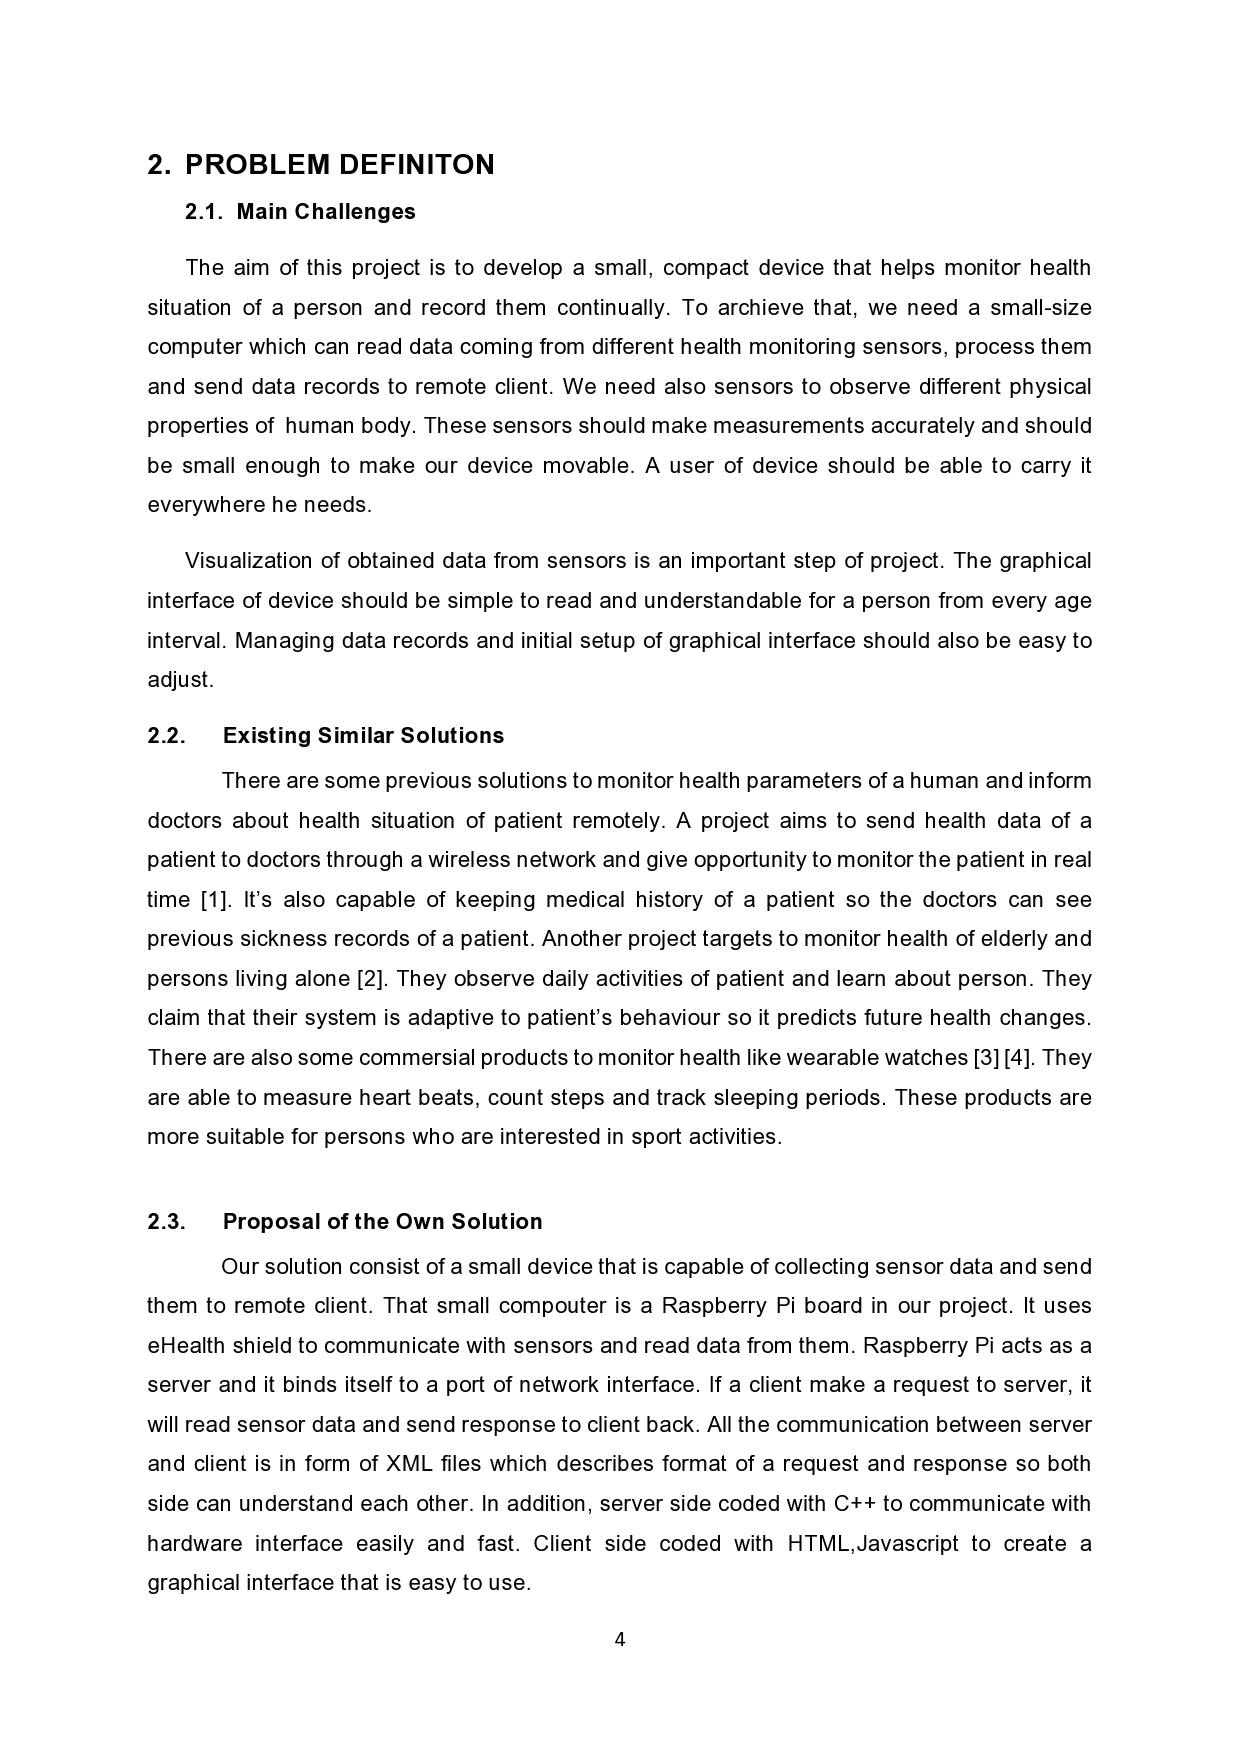 2. PROBLEM DEFINITON
2.1. Main Challenges
The aim of this project is to develop a small, compact device that helps monitor health
situation of a person and record them continually. To archieve that, we need a small-size
computer which can read data coming from different health monitoring sensors, process them
and send data records to remote client. We need also sensors to observe different physical
properties of human body. These sensors should make measurements accurately and should
be small enough to make our device movable. A user of device should be able to carry it
everywhere he needs.
Visualization of obtained data from sensors is an important step of project. The graphical
interface of device should be simple to read and understandable for a person from every age
interval. Managing data records and initial setup of graphical interface should also be easy to
adjust.
2.2. Existing Similar Solutions
There are some previous solutions to monitor health parameters of a human and inform
doctors about health situation of patient remotely. A project aims to send health data of a
patient to doctors through a wireless network and give opportunity to monitor the patient in real
time [1]. It’s also capable of keeping medical history of a patient so the doctors can see
previous sickness records of a patient. Another project targets to monitor health of elderly and
persons living alone [2]. They observe daily activities of patient and learn about person. They
claim that their system is adaptive to patient’s behaviour so it predicts future health changes.
There are also some commersial products to monitor health like wearable watches [3] [4]. They
are able to measure heart beats, count steps and track sleeping periods. These products are
more suitable for persons who are interested in sport activities.
2.3. Proposal of the Own Solution
Our solution consist of a small device that is capable of collecting sensor data and send
them to remote client. That small compouter is a Raspberry Pi board in our project. It uses
eHealth shield to communicate with sensors and read data from them. Raspberry Pi acts as a
server and it binds itself to a port of network interface. If a client make a request to server, it
will read sensor data and send response to client back. All the communication between server
and client is in form of XML files which describes format of a request and response so both
side can understand each other. In addition, server side coded with C++ to communicate with
hardware interface easily and fast. Client side coded with HTML,Javascript to create a
graphical interface that is easy to use.
4